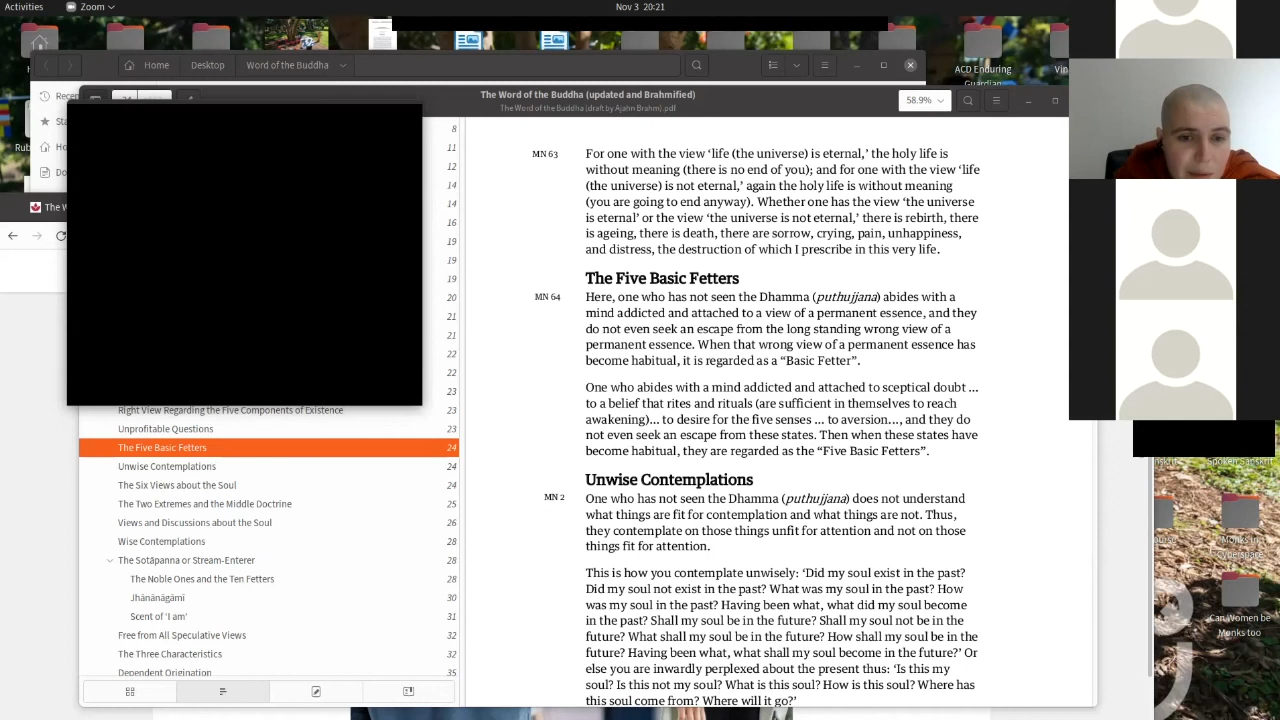 Activities
Zoom
Nov 3 20:21
Home
Desktop
Word of the Buddha
ACD Enduring
Guardian
Vin
Recen
Sta
Ho
Do
Rub
The W
The Word of the Buddha (updated and Brahmified)
The Word of the Buddha (draft by Ajahn Brahm).pdf
58.9%
8
11
12
14
14
16
19
19
19
20
21
21
22
22
23
Right View Regarding the Five Components of Existence 23
Unprofitable Questions 23
The Five Basic Fetters 24
Unwise Contemplations 24
The Six Views about the Soul 24
The Two Extremes and the Middle Doctrine 25
Views and Discussions about the Soul 26
Wise Contemplations 28
The Sotāpanna or Stream-Enterer 28
The Noble Ones and the Ten Fetters 28
Jhānānāgāmī 30
Scent of 'I am' 31
Free from All Speculative Views 32
The Three Characteristics 32
Dependent Origination 35
MN 63
For one with the view ‘life (the universe) is eternal,’ the holy life is
without meaning (there is no end of you); and for one with the view ‘life
(the universe) is not eternal,’ again the holy life is without meaning
(you are going to end anyway). Whether one has the view ‘the universe
is eternal’ or the view ‘the universe is not eternal,’ there is rebirth, there
is ageing, there is death, there are sorrow, crying, pain, unhappiness,
and distress, the destruction of which I prescribe in this very life.
The Five Basic Fetters
MN 64
Here, one who has not seen the Dhamma (puthujjana) abides with a
mind addicted and attached to a view of a permanent essence, and they
do not even seek an escape from the long standing wrong view of a
permanent essence. When that wrong view of a permanent essence has
become habitual, it is regarded as a “Basic Fetter”.
One who abides with a mind addicted and attached to sceptical doubt ...
to a belief that rites and rituals (are sufficient in themselves to reach
awakening)... to desire for the five senses ... to aversion..., and they do
not even seek an escape from these states. Then when these states have
become habitual, they are regarded as the “Five Basic Fetters”.
Unwise Contemplations
MN 2
One who has not seen the Dhamma (puthujjana) does not understand
what things are fit for contemplation and what things are not. Thus,
they contemplate on those things unfit for attention and not on those
things fit for attention.
This is how you contemplate unwisely: ‘Did my soul exist in the past?
Did my soul not exist in the past? What was my soul in the past? How
was my soul in the past? Having been what, what did my soul become
in the past? Shall my soul be in the future? Shall my soul not be in the
future? What shall my soul be in the future? How shall my soul be in the
future? Having been what, what shall my soul become in the future?’ Or
else you are inwardly perplexed about the present thus: ‘Is this my
soul? Is this not my soul? What is this soul? How is this soul? Where has
this soul come from? Where will it go?’
Spoken Sanskrit
Monks in
Cyberspace
Can Women be
Monks too